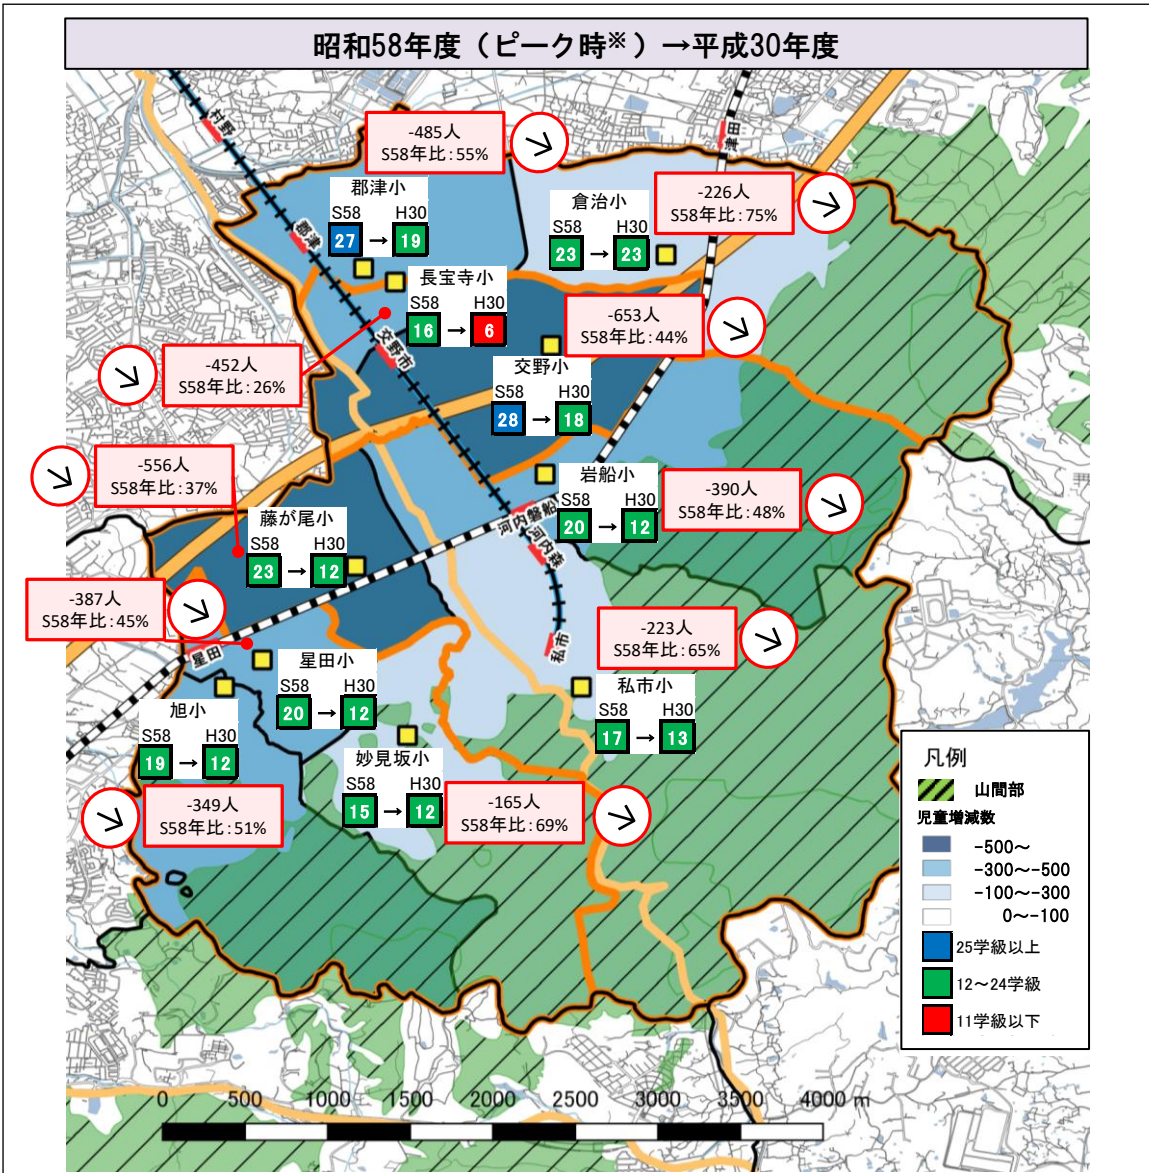 昭和58年度（ピーク時※）→平成30年度
村野
津田
-485人
S58年比:55%
郡津小
S58 H30
27 → 19
郡津
倉治小
S58 H30
23 → 23
-226人
S58年比:75%
長宝寺小
S58 H30
16 → 6
交野市
-653人
S58年比:44%
-452人
S58年比:26%
交野小
S58 H30
28 → 18
-556人
S58年比:37%
岩船小
S58 H30
20 → 12
-390人
S58年比:48%
河内磐船
河内森
藤が尾小
S58 H30
23 → 12
-387人
S58年比:45%
星田
-223人
S58年比:65%
私市
星田小
S58 H30
20 → 12
私市小
S58 H30
17 → 13
旭小
S58 H30
19 → 12
妙見坂小
S58 H30
15 → 12
-349人
S58年比:51%
-165人
S58年比:69%
凡例
山間部
児童増減数
-500～
-300～-500
-100～-300
0～-100
25学級以上
12～24学級
11学級以下
0 500 1000 1500 2000 2500 3000 3500 4000 m